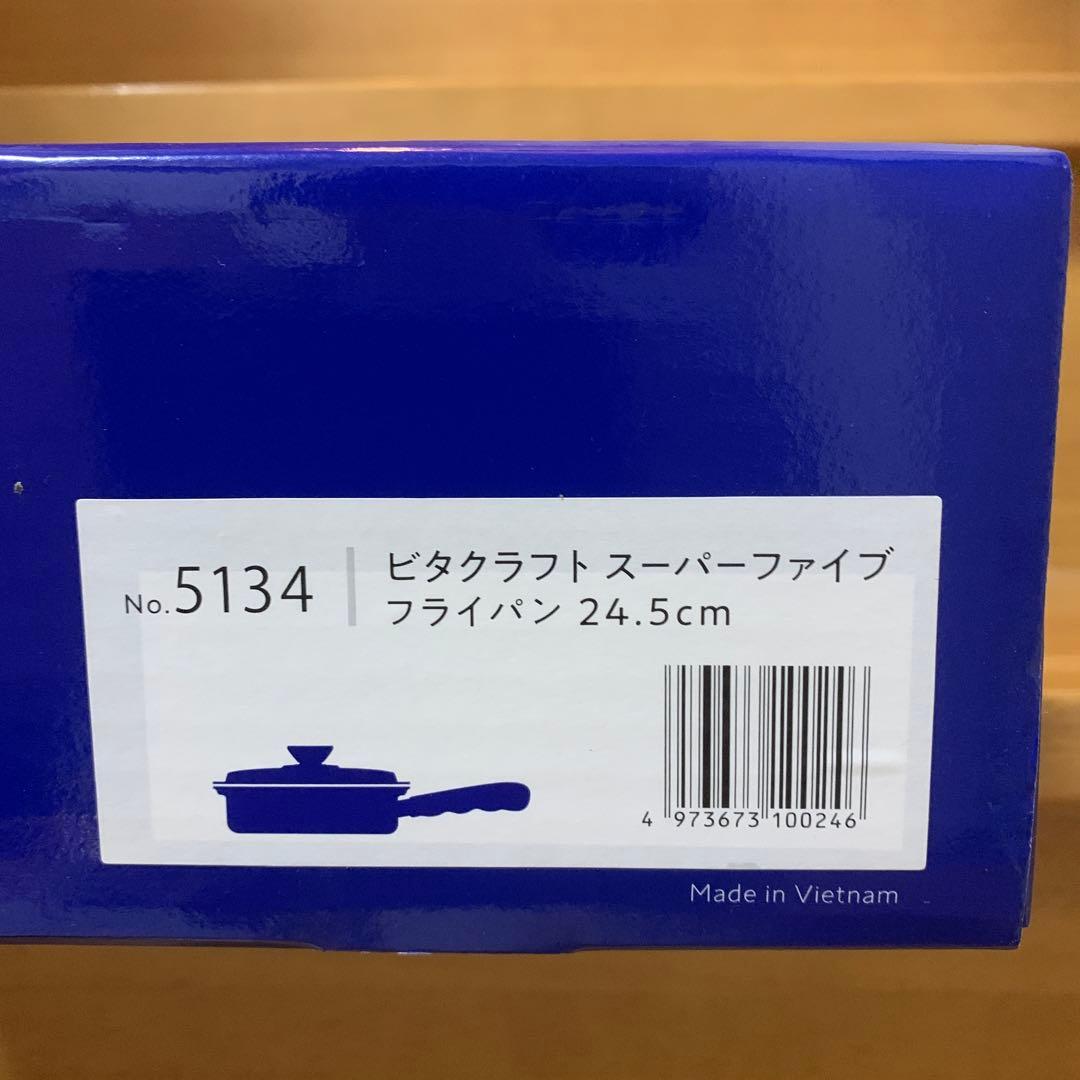 No.5134
ビタクラフト スーパーファイブ
フライパン 24.5cm
4 973673 100246
Made in Vietnam